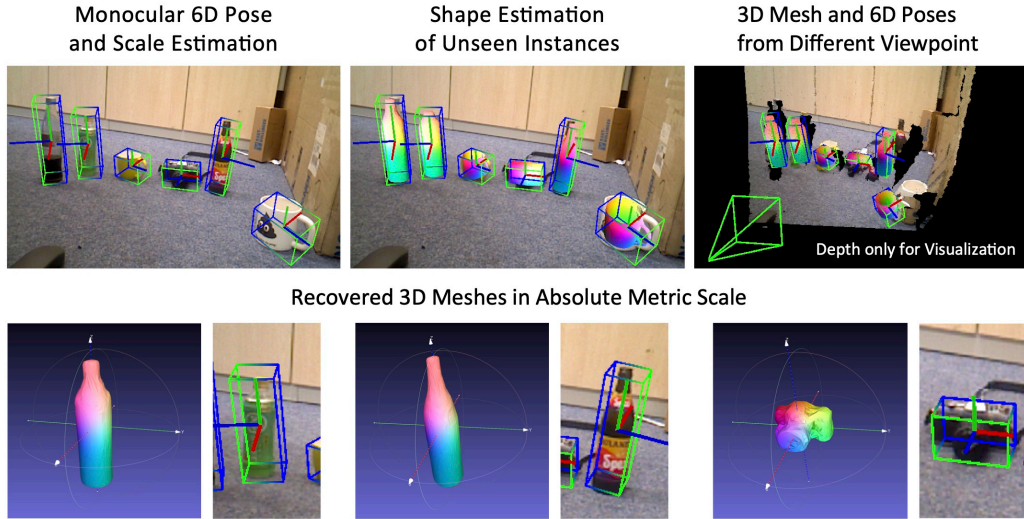 Monocular 6D Pose
and Scale Estimation
Shape Estimation
of Unseen Instances
3D Mesh and 6D Poses
from Different Viewpoint
Depth only for Visualization
Recovered 3D Meshes in Absolute Metric Scale